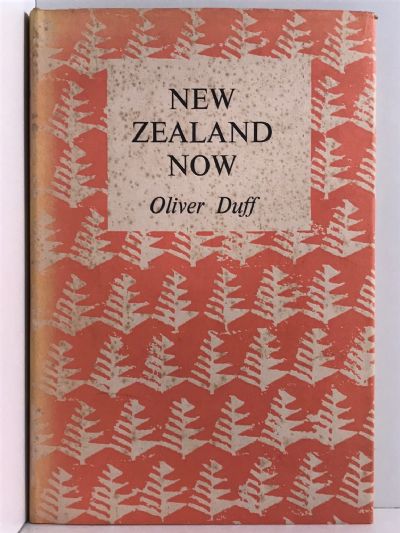 NEW
ZEALAND
NOW
Oliver Duff